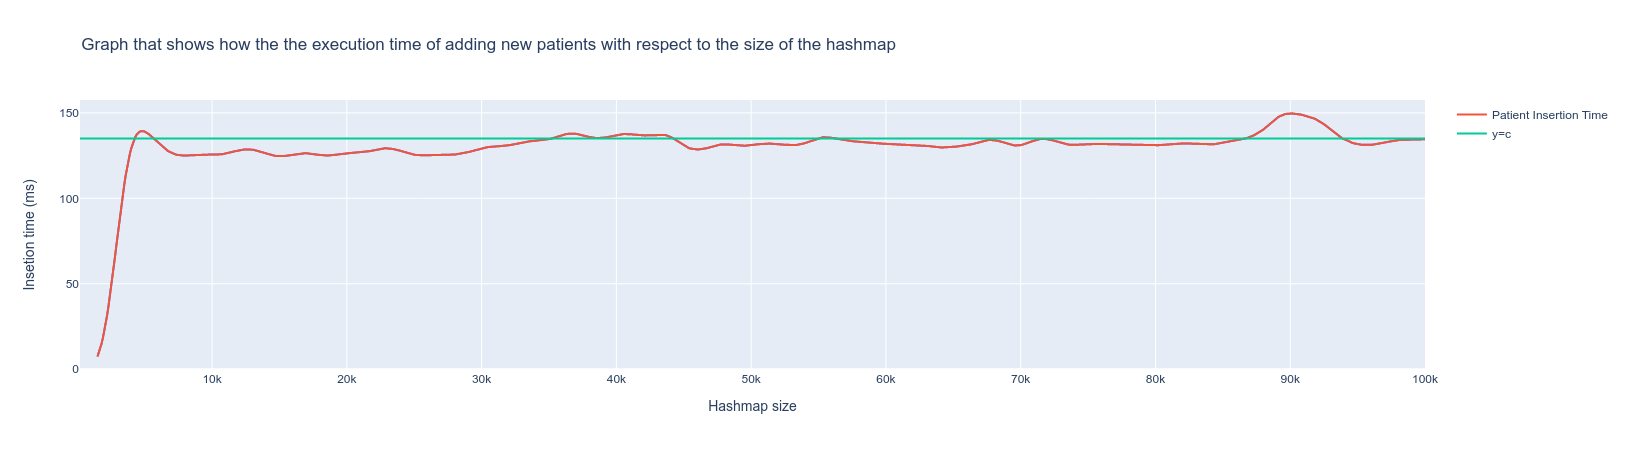 Graph that shows how the the execution time of adding new patients with respect to the size of the hashmap
150
100
50
0
Insetion time (ms)
10k 20k 30k 40k 50k 60k 70k 80k 90k 100k
Hashmap size
Patient Insertion Time
y=c